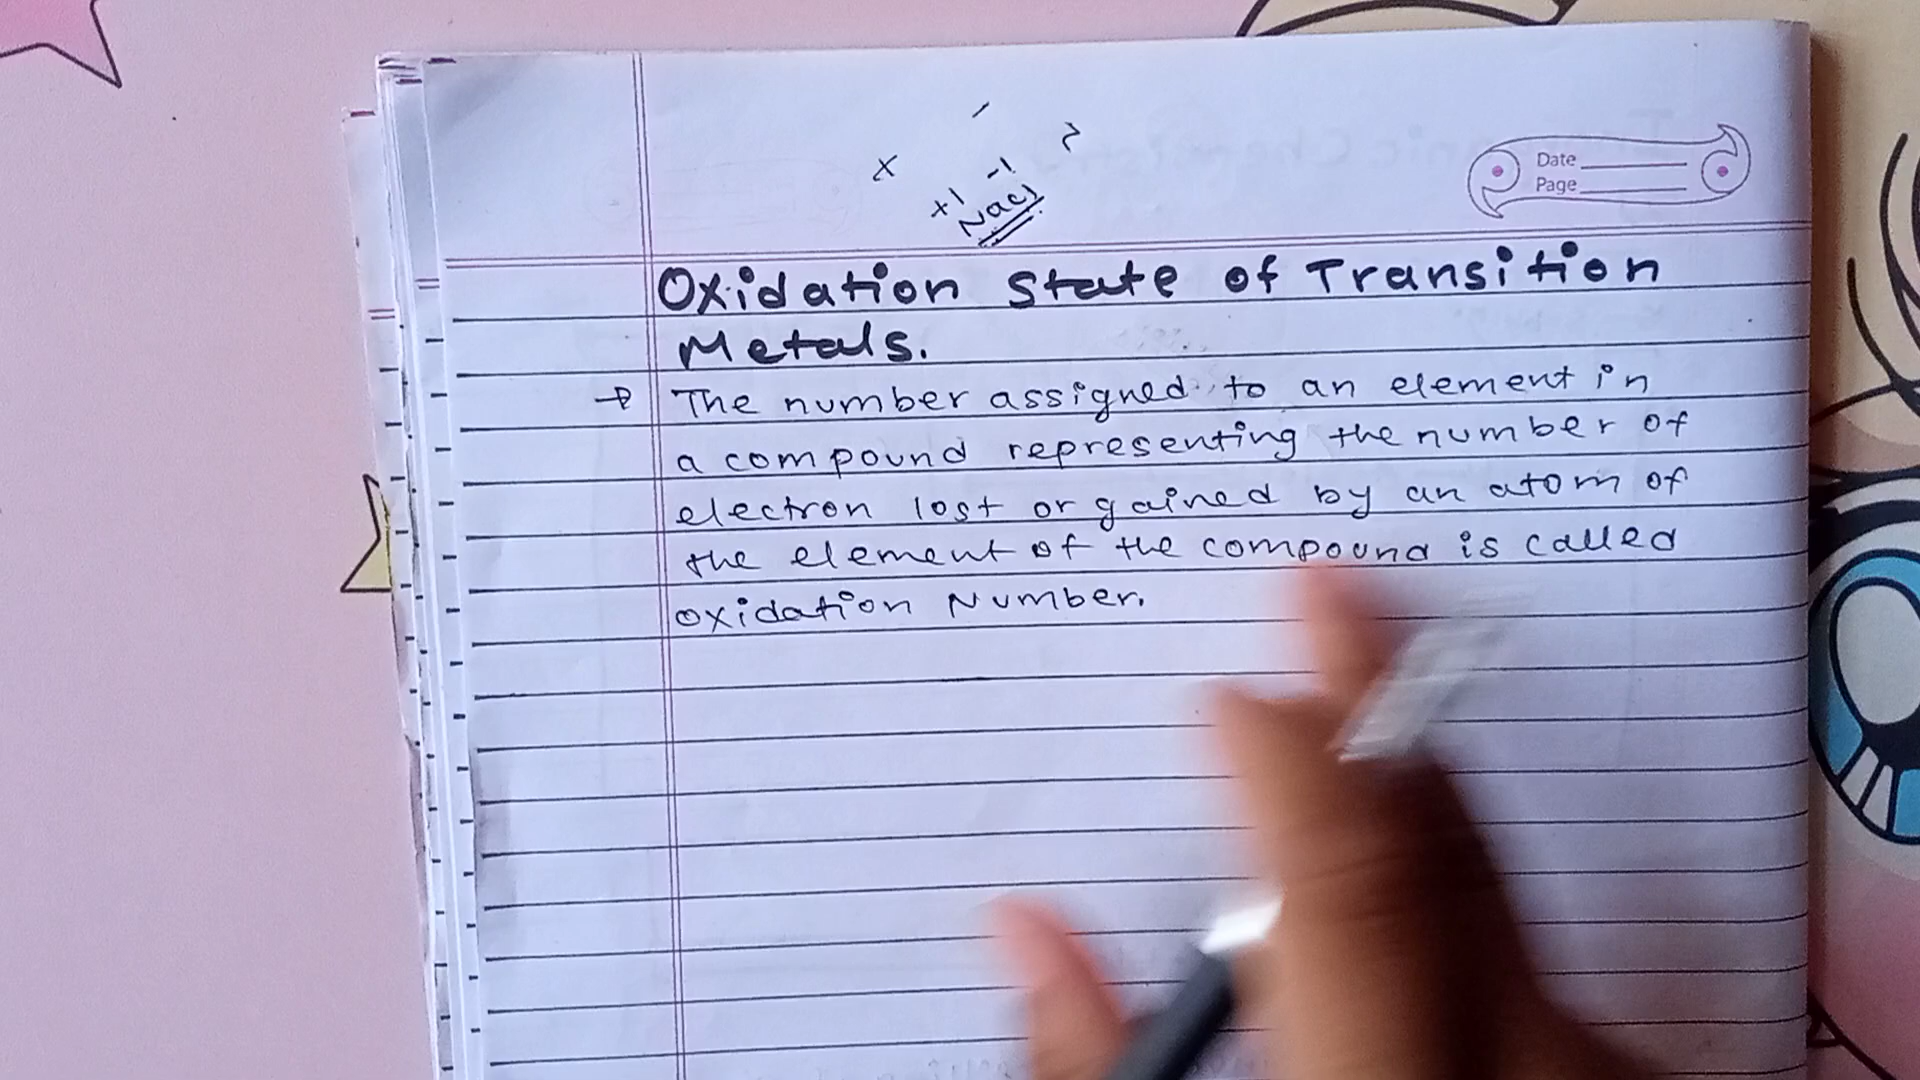 +1 -1
NaCl
Date
Page
Oxidation state of Transition
Metals.
→ The number assigned to an element in
a compound representing the number of
electron lost or gained by an atom of
the element of the compound is called
oxidation Number.